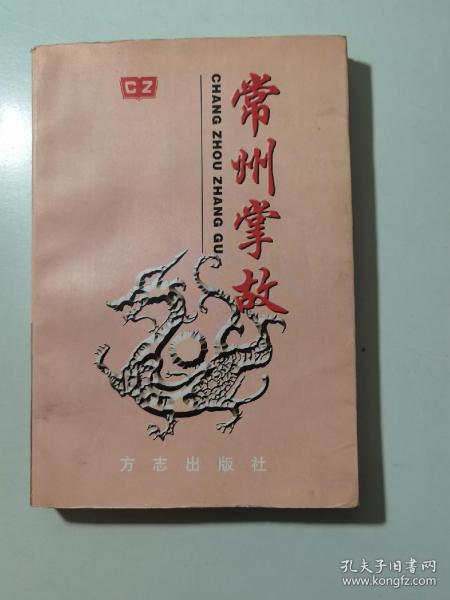 CZ
常州掌故
CHANG ZHOU ZHANG GU
方志出版社
孔夫子旧书网
www.kongfz.com